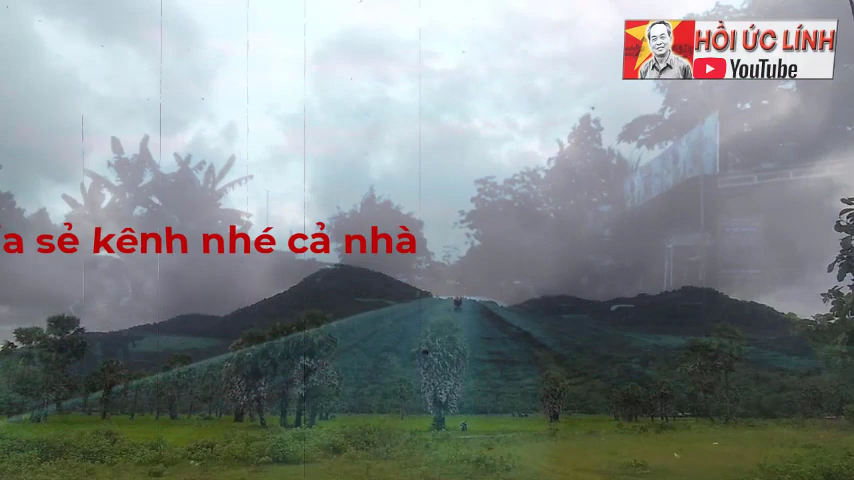 HỒI ỨC LÍNH
YouTube
sẻ kênh nhé cả nhà